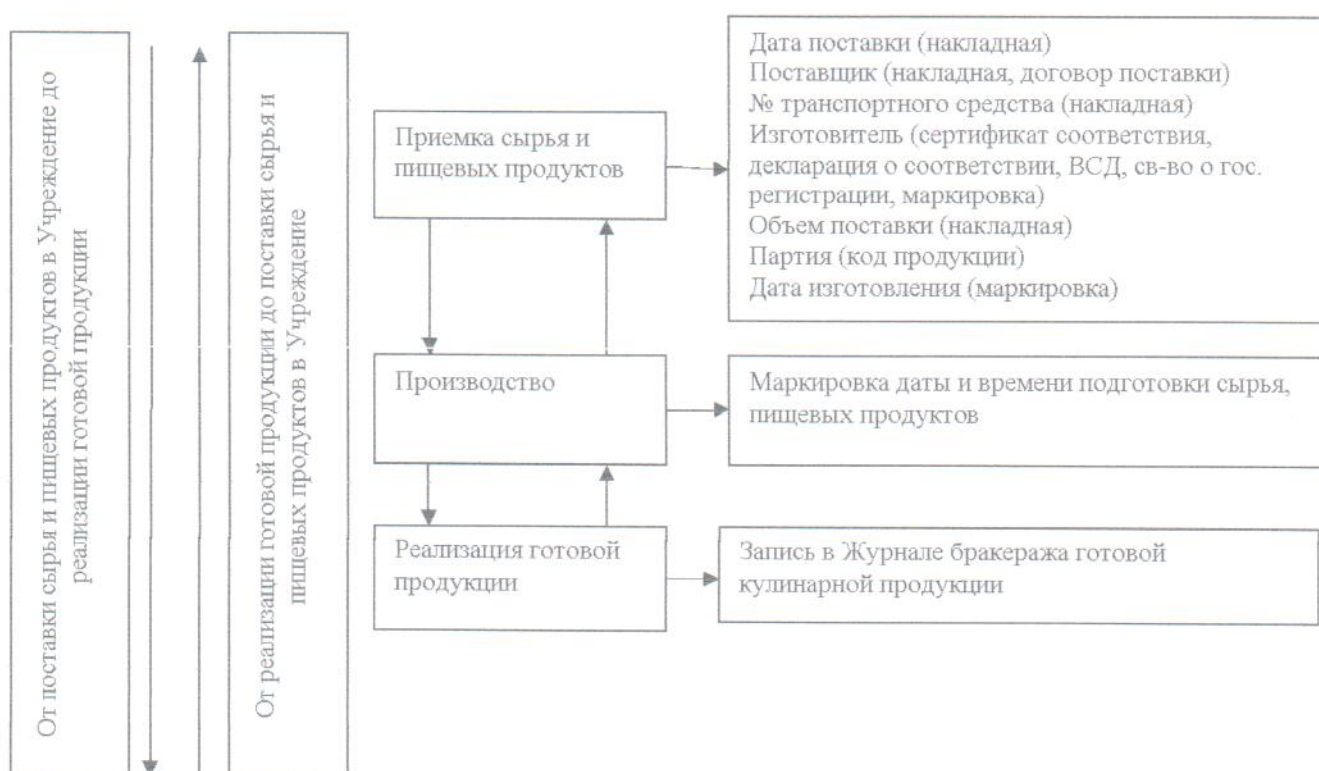 От поставки сырья и пищевых продуктов в Учреждение до
реализации готовой продукции
От реализации готовой продукции до поставки сырья и
пищевых продуктов в Учреждение
Приемка сырья и
пищевых продуктов
Дата поставки (накладная)
Поставщик (накладная, договор поставки)
№ транспортного средства (накладная)
Изготовитель (сертификат соответствия,
декларация о соответствии, ВСД, св-во о гос.
регистрации, маркировка)
Объем поставки (накладная)
Партия (код продукции)
Дата изготовления (маркировка)
Производство
Маркировка даты и времени подготовки сырья,
пищевых продуктов
Реализация готовой
продукции
Запись в Журнале бракеража готовой
кулинарной продукции